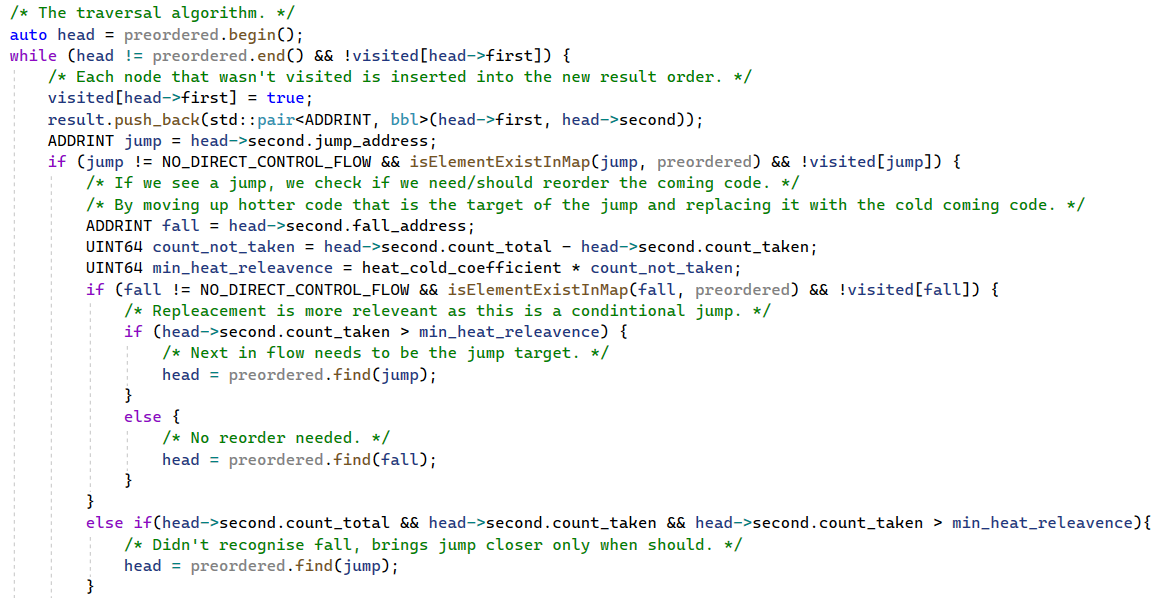 /* The traversal algorithm. */
auto head = preordered.begin();
while (head != preordered.end() && !visited[head->first]) {
/* Each node that wasn't visited is inserted into the new result order. */
visited[head->first] = true;
result.push_back(std::pair<ADDRINT, bbl>(head->first, head->second));
ADDRINT jump = head->second.jump_address;
if (jump != NO_DIRECT_CONTROL_FLOW && isElementExistInMap(jump, preordered) && !visited[jump]) {
/* If we see a jump, we check if we need/should reorder the coming code. */
/* By moving up hotter code that is the target of the jump and replacing it with the cold coming code. */
ADDRINT fall = head->second.fall_address;
UINT64 count_not_taken = head->second.count_total - head->second.count_taken;
UINT64 min_heat_releavence = heat_cold_coefficient * count_not_taken;
if (fall != NO_DIRECT_CONTROL_FLOW && isElementExistInMap(fall, preordered) && !visited[fall]) {
/* Repleacement is more releveant as this is a condintional jump. */
if (head->second.count_taken > min_heat_releavence) {
/* Next in flow needs to be the jump target. */
head = preordered.find(jump);
}
else {
/* No reorder needed. */
head = preordered.find(fall);
}
}
else if(head->second.count_total && head->second.count_taken && head->second.count_taken > min_heat_releavence){
/* Didn't recognise fall, brings jump closer only when should. */
head = preordered.find(jump);
}